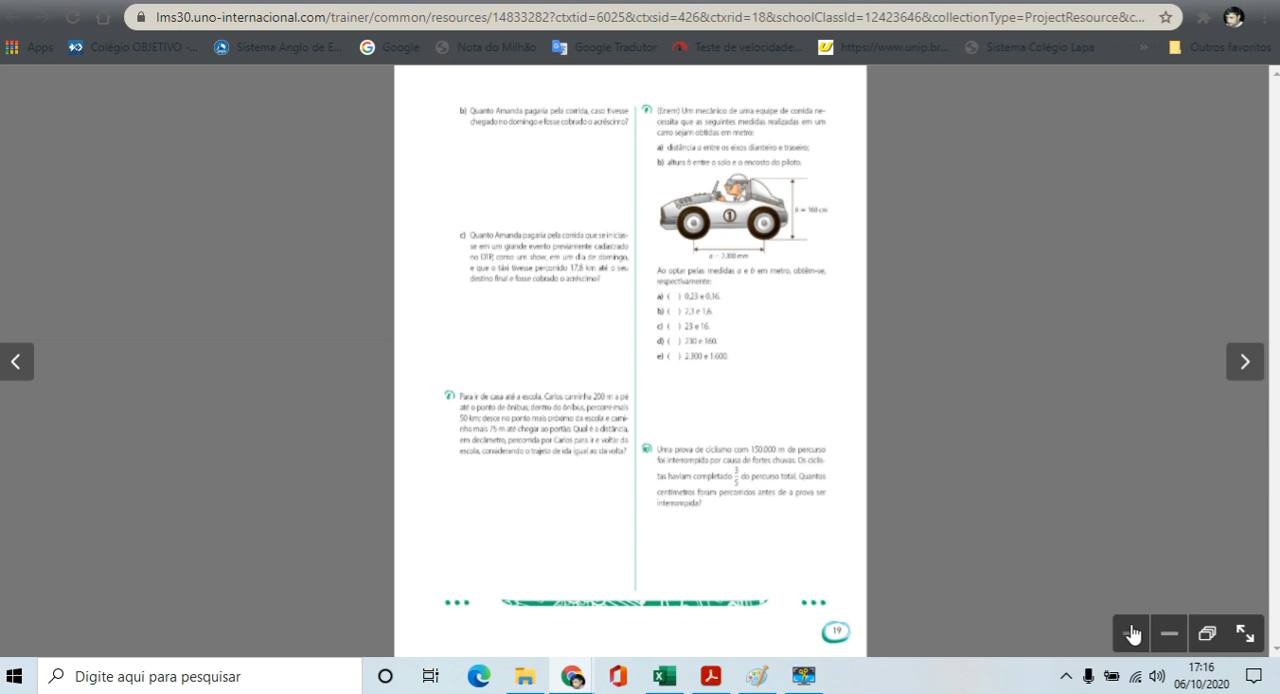 lms30.uno-internacional.com/trainer/common/resources/14833282?ctxtid=6025&ctxsid=426&ctxrid=18&schoolClassId=12423646&collectionType=ProjectResource&c...
Apps
Colégio OBJETIVO -...
Sistema Anglo de E...
Google
Nota do Milhão
Google Tradutor
Teste de velocidade...
https://www.unip.br...
Sistema Colégio Lapa
»
Outros favoritos
b) Quanto Amanda pagaria pela corrida, caso tivesse
chegado no domingo e fosse cobrado o acréscimo?
c) Quanto Amanda pagaria pela corrida que se inicias-
se em um grande evento previamente cadastrado
no DTP, como um show, em um dia de domingo,
e que o táxi tivesse percorrido 17,8 km até o seu
destino final e fosse cobrado o acréscimo?
Para ir de casa até a escola, Carlos caminha 200 m a pé
até o ponto de ônibus; dentro do ônibus, percorre mais
50 km; desce no ponto mais próximo da escola e cami-
nha mais 75 m até chegar ao portão. Qual é a distância,
em decâmetro, percorrida por Carlos para ir e voltar da
escola, considerando o trajeto de ida igual ao da volta?
(Enem) Um mecânico de uma equipe de corrida ne-
cessita que as seguintes medidas realizadas em um
carro sejam obtidas em metro:
a) distância a entre os eixos dianteiro e traseiro;
b) altura b entre o solo e o encosto do piloto.
1
b = 160 cm
a = 2.300 mm
Ao optar pelas medidas a e b em metro, obtêm-se,
respectivamente:
a) ( ) 0,23 e 0,16.
b) ( ) 2,3 e 1,6.
c) ( ) 23 e 16.
d) ( ) 230 e 160.
e) ( ) 2.300 e 1.600.
10 Uma prova de ciclismo com 150.000 m de percurso
foi interrompida por causa de fortes chuvas. Os ciclis-
tas haviam completado 3/5 do percurso total. Quantos
centímetros foram percorridos antes de a prova ser
interrompida?
19
Digite aqui para pesquisar
17:16
06/10/2020